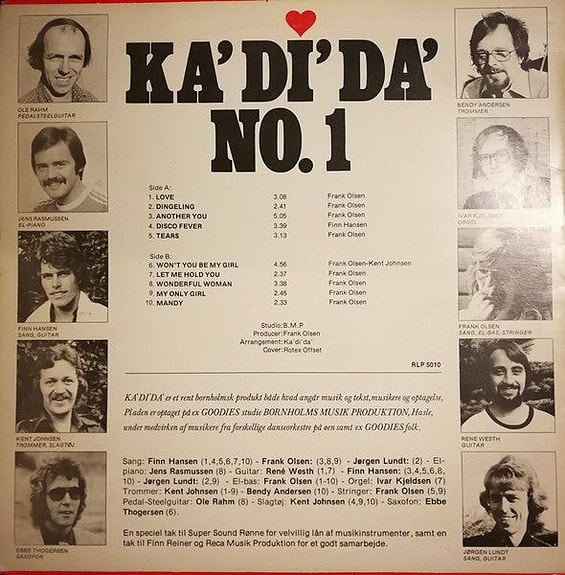 KA' DI' DA'
NO. 1
OLE RAHM
PEDALSTEELGUITAR
JENS RASMUSSEN
EL-PIANO
FINN HANSEN
SANG, GUITAR
KENT JOHNSEN
TROMMER, SLAGTØJ
EBBE THOGERSEN
SAXOFON
Side A:
1. LOVE 3.08 Frank Olsen
2. DINGELING 2.41 Frank Olsen
3. ANOTHER YOU 5.05 Frank Olsen
4. DISCO FEVER 3.39 Finn Hansen
5. TEARS 3.13 Frank Olsen
Side B:
6. WON'T YOU BE MY GIRL 4.56 Frank Olsen-Kent Johnsen
7. LET ME HOLD YOU 2.37 Frank Olsen
8. WONDERFUL WOMAN 3.38 Frank Olsen
9. MY ONLY GIRL 2.45 Frank Olsen
10. MANDY 2.33 Frank Olsen
Studio: B.M.P
Producer: Frank Olsen
Arrangement: Ka'di'da'
Cover: Rotex Offset
RLP 5010
KA'DI'DA' er et rent bornholmsk produkt både hvad angår musik og tekst, musikere og optagelse,
Pladen er optaget på ex GOODIES studie BORNHOLMS MUSIK PRODUKTION, Hasle,
under medvirken af musikere fra forskellige danseorkestre på øen samt ex GOODIES folk.
Sang: Finn Hansen (1,4,5,6,7,10) - Frank Olsen: (3,8,9) - Jørgen Lundt: (2) - El-
piano: Jens Rasmussen (8) - Guitar: René Westh (1,7) - Finn Hansen: (3,4,5,6,8,
10) - Jørgen Lundt: (2,9) - El-bas: Frank Olsen (1-10) - Orgel: Ivar Kjeldsen (7)
Trommer: Kent Johnsen (1-9) - Bendy Andersen (10) - Stringer: Frank Olsen (5,9)
Pedal-Steelguitar: Ole Rahm (8) - Slagtøj: Kent Johnsen (4,9,10) - Saxofon: Ebbe
Thogersen (6).
En speciel tak til Super Sound Rønne for velvillig lån af musikinstrumenter, samt en
tak til Finn Reiner og Reca Musik Produktion for et godt samarbejde.
BENDY ANDERSEN
TROMMER
IVAR KJELDSEN
ORGEL
FRANK OLSEN
SANG, EL-BAS, STRINGER
RENE WESTH
GUITAR
JØRGEN LUNDT
SANG, GUITAR